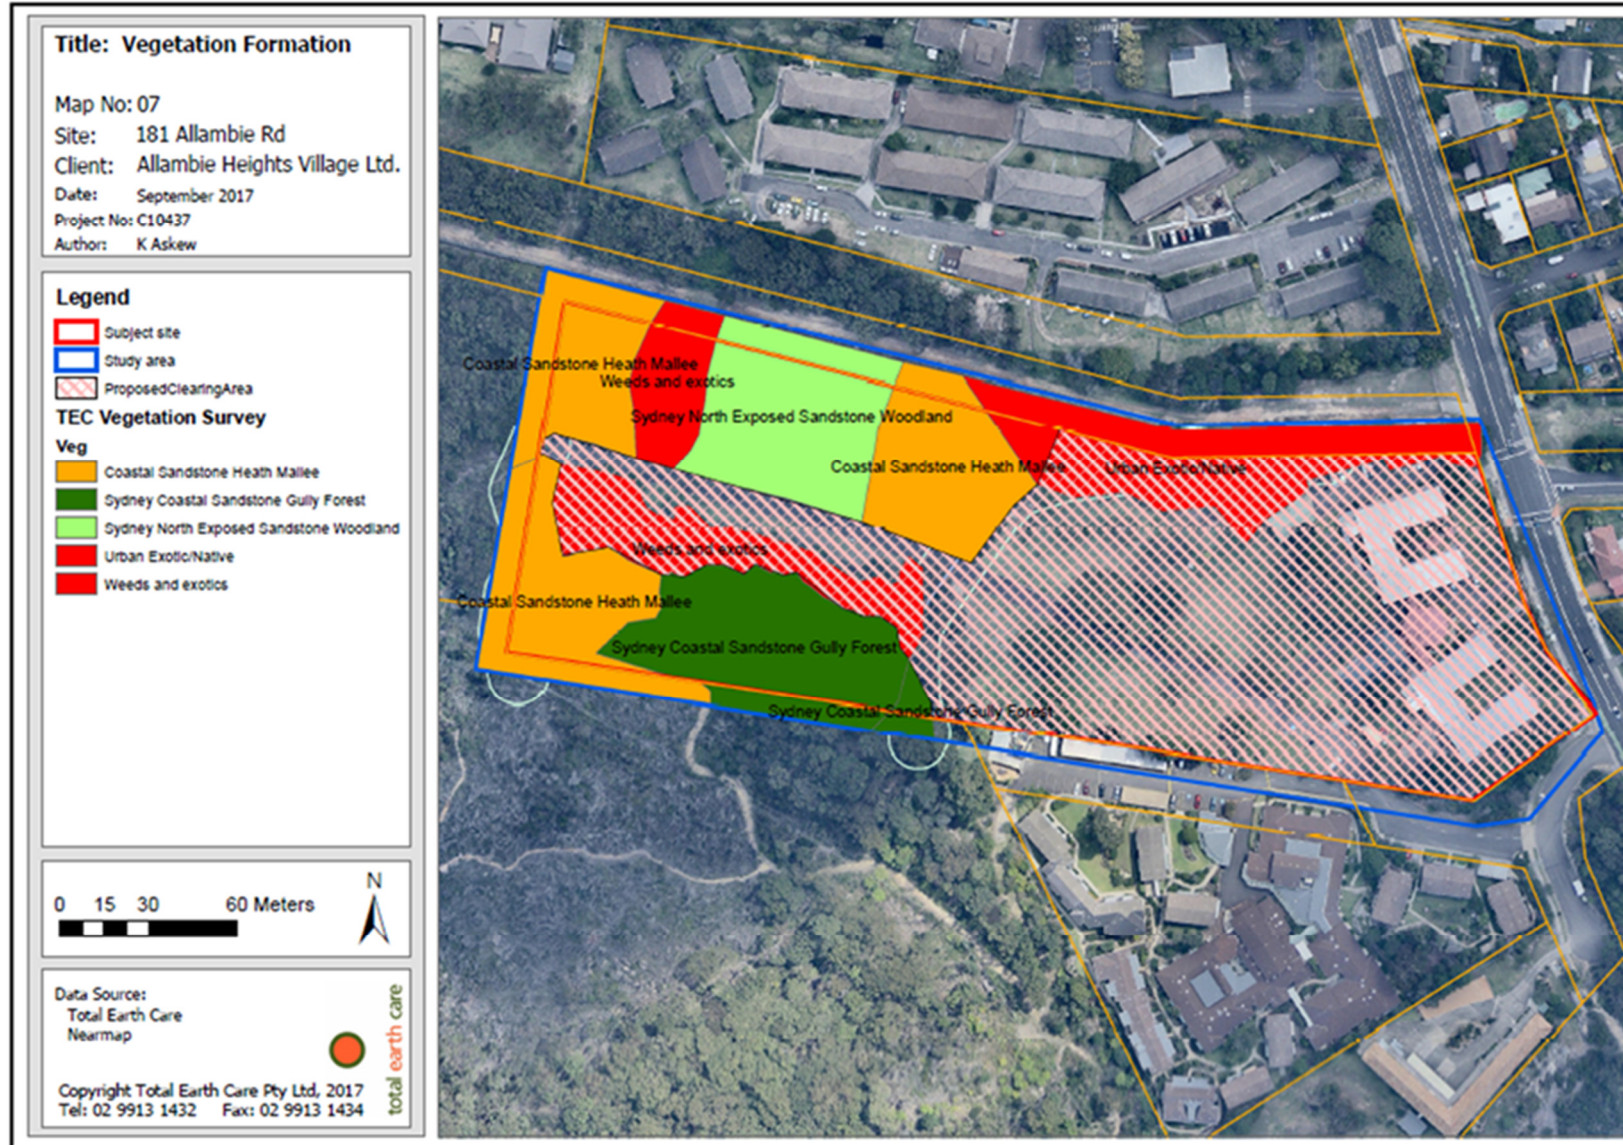 Title: Vegetation Formation
Map No: 07
Site: 181 Allambie Rd
Client: Allambie Heights Village Ltd.
Date: September 2017
Project No: C10437
Author: K Askew
Legend
Subject site
Study area
ProposedClearingArea
TEC Vegetation Survey
Veg
Coastal Sandstone Heath Mallee
Sydney Coastal Sandstone Gully Forest
Sydney North Exposed Sandstone Woodland
Urban Exotic/Native
Weeds and exotics
0 15 30 60 Meters
N
Data Source:
Total Earth Care
Nearmap
total earth care
Copyright Total Earth Care Pty Ltd, 2017
Tel: 02 9913 1432 Fax: 02 9913 1434
Coastal Sandstone Heath Mallee
Weeds and exotics
Sydney North Exposed Sandstone Woodland
Coastal Sandstone Heath Mallee
Urban Exotic/Native
Weeds and exotics
Coastal Sandstone Heath Mallee
Sydney Coastal Sandstone Gully Forest
Sydney Coastal Sandstone Gully Forest